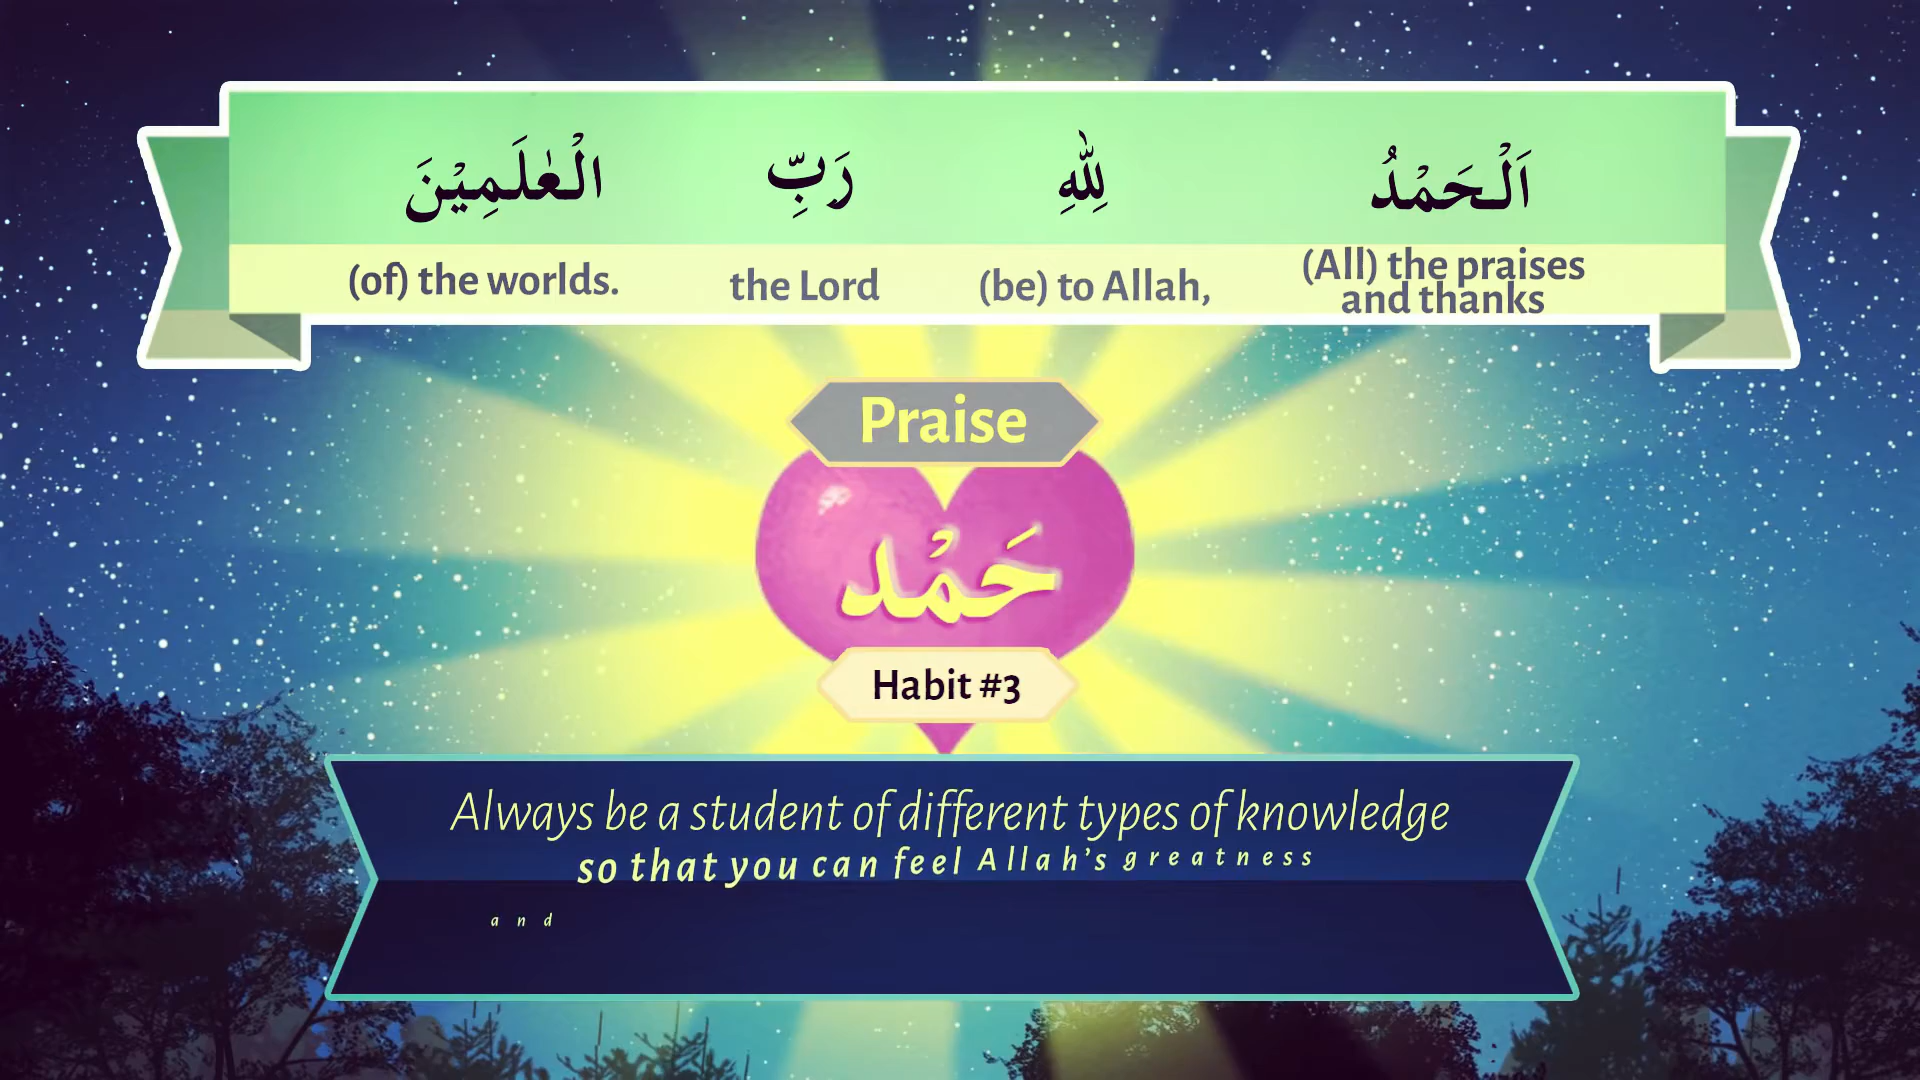 اَلْحَمْدُ لِلّٰهِ رَبِّ الْعٰلَمِيْنَ
(All) the praises and thanks (be) to Allah, the Lord (of) the worlds.
Praise
حَمْد
Habit #3
Always be a student of different types of knowledge
so that you can feel Allah's greatness
and